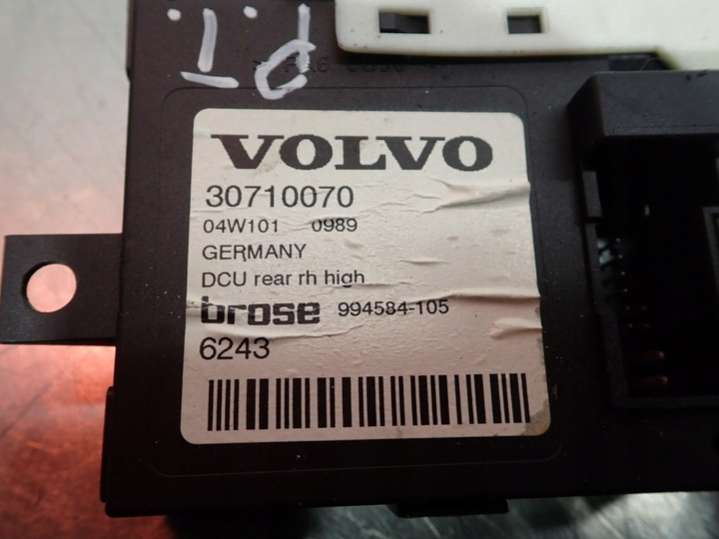 VOLVO
30710070
04W101 0989
GERMANY
DCU rear rh high
brose 994584-105
6243